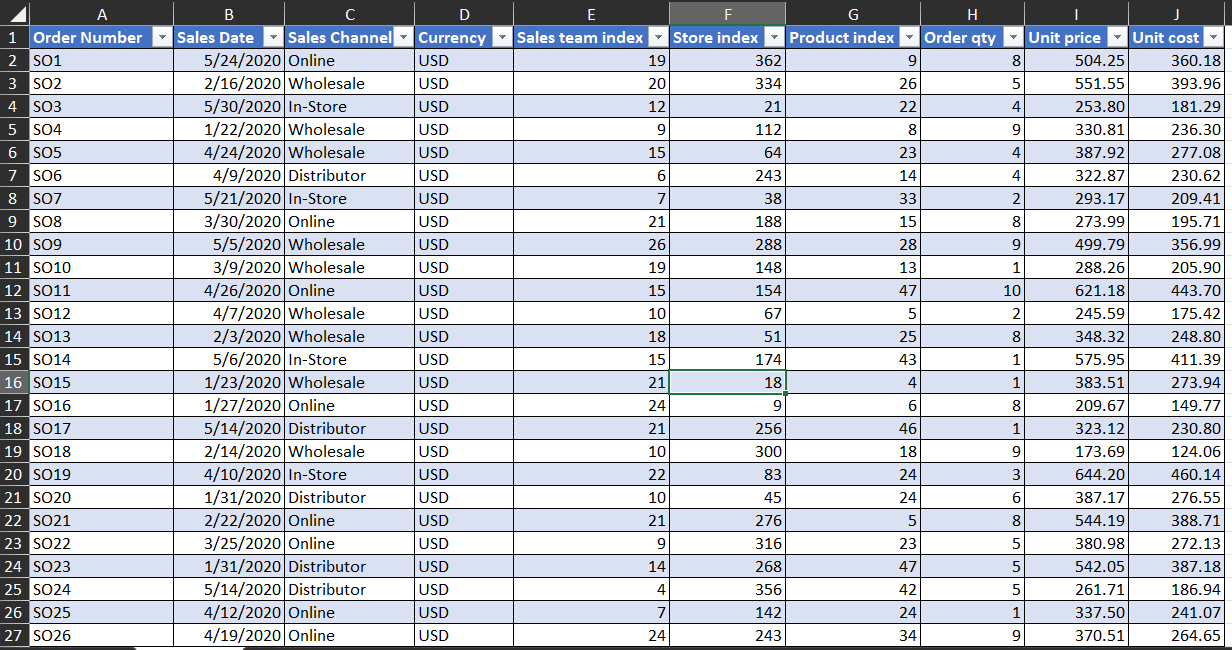 A B C D E F G H I J
1 Order Number Sales Date Sales Channel Currency Sales team index Store index Product index Order qty Unit price Unit cost
2 SO1 5/24/2020 Online USD 19 362 9 8 504.25 360.18
3 SO2 2/16/2020 Wholesale USD 20 334 26 5 551.55 393.96
4 SO3 5/30/2020 In-Store USD 12 21 22 4 253.80 181.29
5 SO4 1/22/2020 Wholesale USD 9 112 8 9 330.81 236.30
6 SO5 4/24/2020 Wholesale USD 15 64 23 4 387.92 277.08
7 SO6 4/9/2020 Distributor USD 6 243 14 4 322.87 230.62
8 SO7 5/21/2020 In-Store USD 7 38 33 2 293.17 209.41
9 SO8 3/30/2020 Online USD 21 188 15 8 273.99 195.71
10 SO9 5/5/2020 Wholesale USD 26 288 28 9 499.79 356.99
11 SO10 3/9/2020 Wholesale USD 19 148 13 1 288.26 205.90
12 SO11 4/26/2020 Online USD 15 154 47 10 621.18 443.70
13 SO12 4/7/2020 Wholesale USD 10 67 5 2 245.59 175.42
14 SO13 2/3/2020 Wholesale USD 18 51 25 8 348.32 248.80
15 SO14 5/6/2020 In-Store USD 15 174 43 1 575.95 411.39
16 SO15 1/23/2020 Wholesale USD 21 18 4 1 383.51 273.94
17 SO16 1/27/2020 Online USD 24 9 6 8 209.67 149.77
18 SO17 5/14/2020 Distributor USD 21 256 46 1 323.12 230.80
19 SO18 2/14/2020 Wholesale USD 10 300 18 9 173.69 124.06
20 SO19 4/10/2020 In-Store USD 22 83 24 3 644.20 460.14
21 SO20 1/31/2020 Distributor USD 10 45 24 6 387.17 276.55
22 SO21 2/22/2020 Online USD 21 276 5 8 544.19 388.71
23 SO22 3/25/2020 Online USD 9 316 23 5 380.98 272.13
24 SO23 1/31/2020 Distributor USD 14 268 47 5 542.05 387.18
25 SO24 5/14/2020 Distributor USD 4 356 42 5 261.71 186.94
26 SO25 4/12/2020 Online USD 7 142 24 1 337.50 241.07
27 SO26 4/19/2020 Online USD 24 243 34 9 370.51 264.65